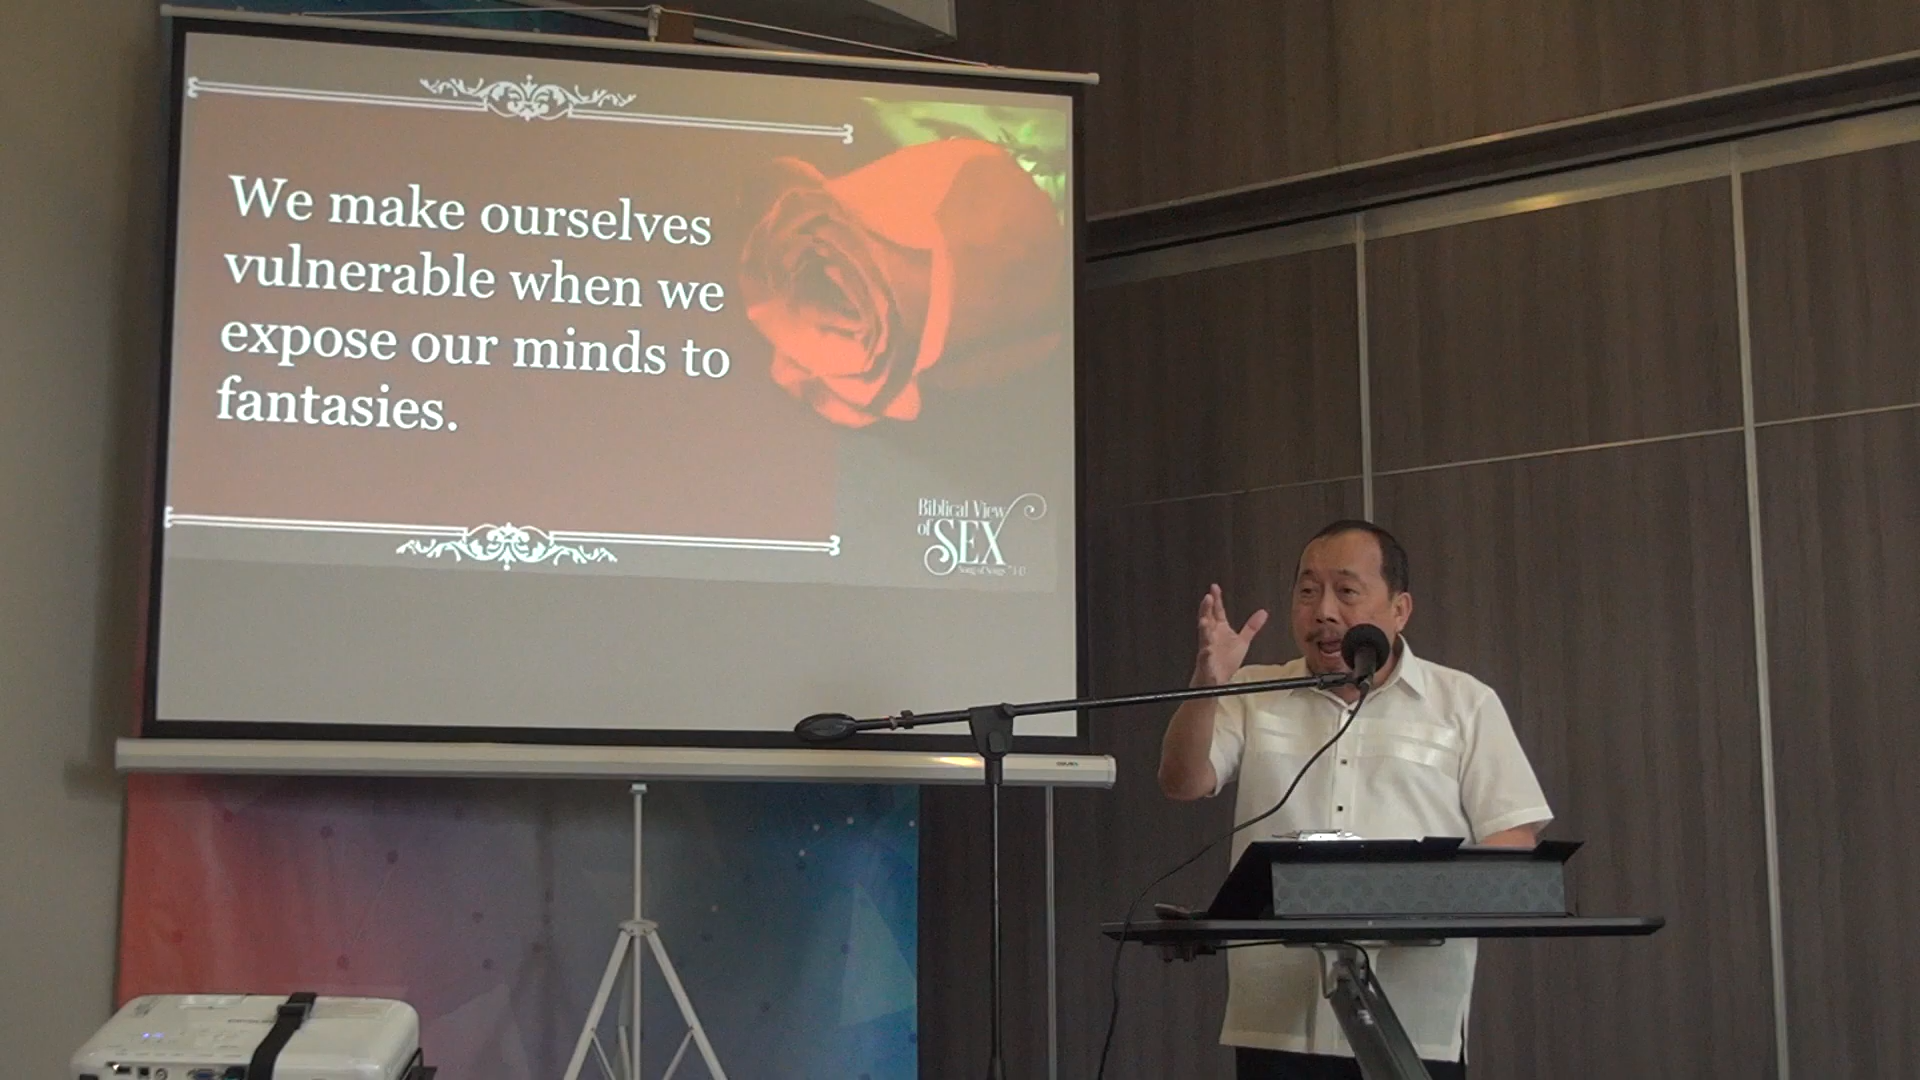 We make ourselves
vulnerable when we
expose our minds to
fantasies.
Biblical View
of SEX